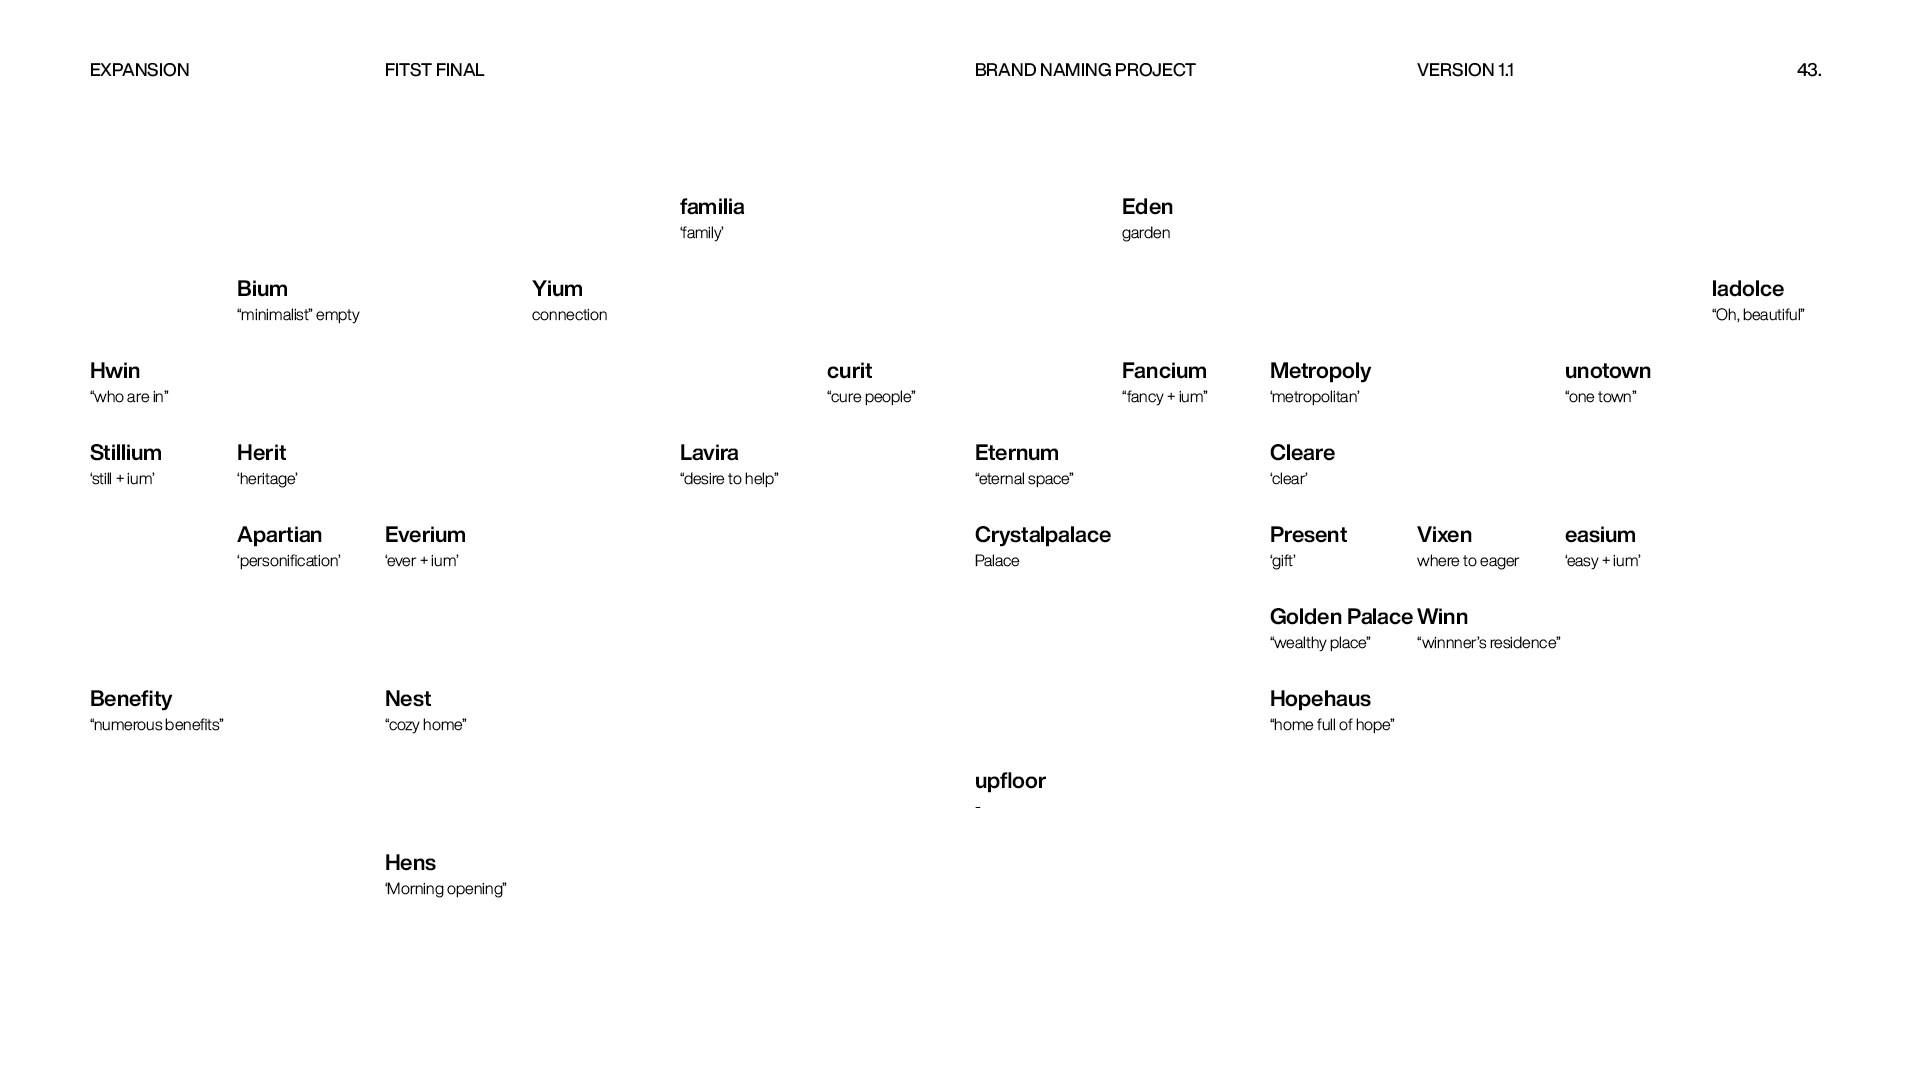 EXPANSION
FITST FINAL
BRAND NAMING PROJECT
VERSION 1.1
43.
familia
‘family’
Eden
garden
Bium
“minimalist” empty
Yium
connection
ladolce
“Oh, beautiful”
Hwin
“who are in”
curit
“cure people”
Fancium
“fancy + ium”
Metropoly
‘metropolitan’
unotown
“one town”
Stillium
‘still + ium’
Herit
‘heritage’
Lavira
“desire to help”
Eternum
“eternal space”
Cleare
‘clear’
Apartian
‘personification’
Everium
‘ever + ium’
Crystalpalace
Palace
Present
‘gift’
Vixen
where to eager
easium
‘easy + ium’
Golden Palace
“wealthy place”
Winn
“winnner’s residence”
Benefity
“numerous benefits”
Nest
“cozy home”
Hopehaus
“home full of hope”
upfloor
-
Hens
‘Morning opening”